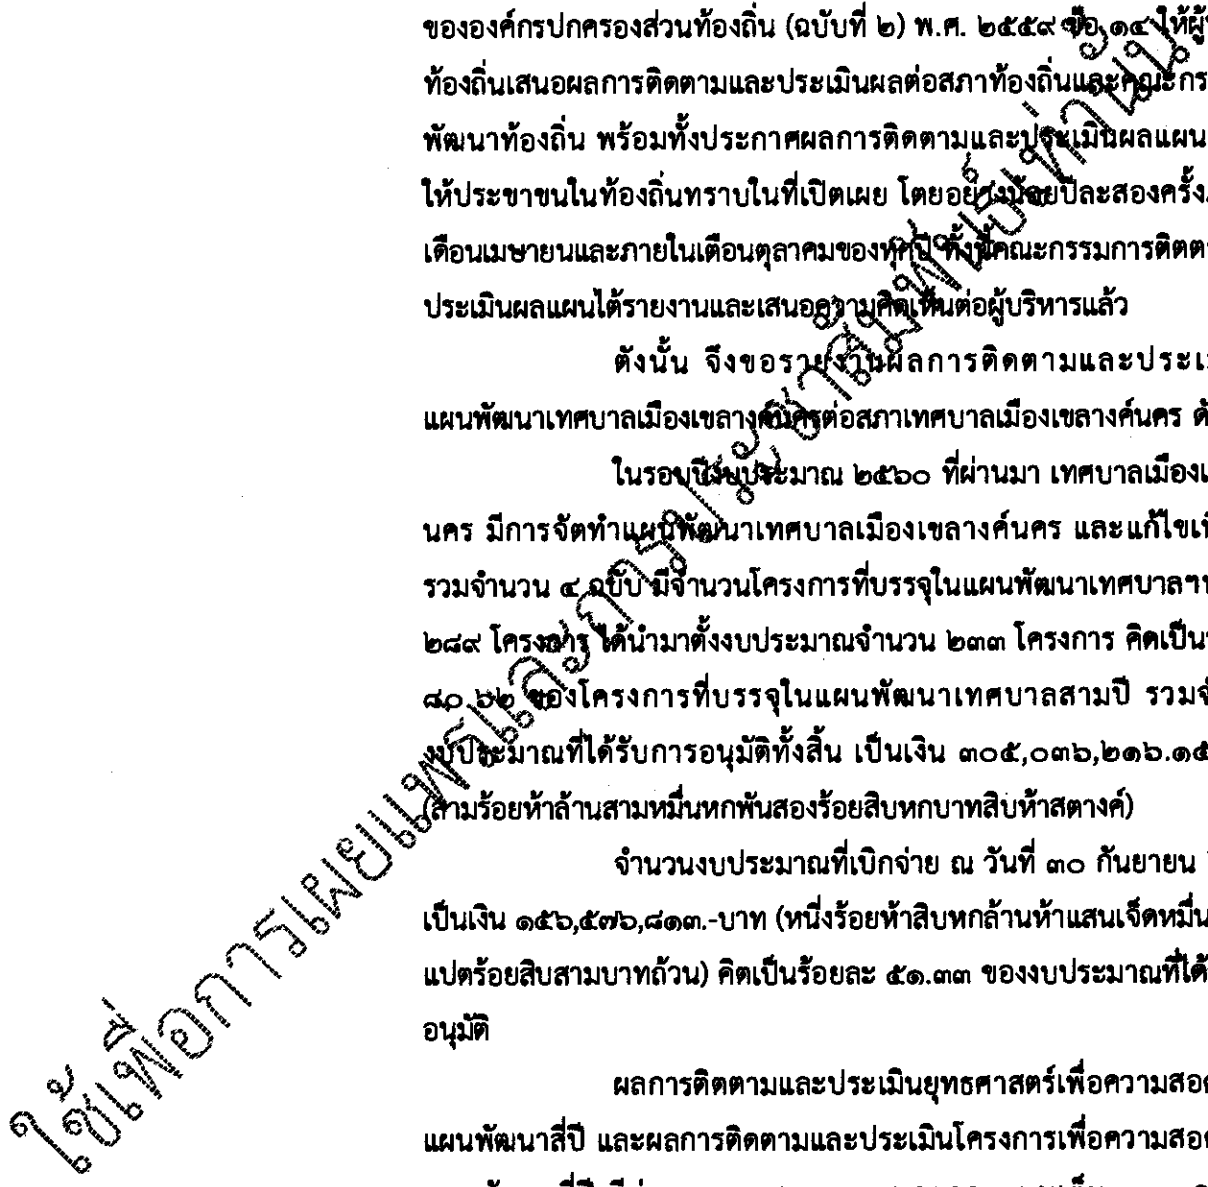 ขององค์กรปกครองส่วนท้องถิ่น (ฉบับที่ ๒) พ.ศ. ๒๕๕๙ ข้อ ๑๔ ให้ผู้
ท้องถิ่นเสนอผลการติดตามและประเมินผลต่อสภาท้องถิ่นและคณะกร
พัฒนาท้องถิ่น พร้อมทั้งประกาศผลการติดตามและประเมินผลแผน
ให้ประชาชนในท้องถิ่นทราบในที่เปิดเผย โดยอย่างน้อยปีละสองครั้ง
เดือนเมษายนและภายในเดือนตุลาคมของทุกปี ทั้งนี้คณะกรรมการติดต
ประเมินผลแผนได้รายงานและเสนอความคิดเห็นต่อผู้บริหารแล้ว
ดังนั้น จึงขอรายงานผลการติดตามและประเ
แผนพัฒนาเทศบาลเมืองเขลางค์นครต่อสภาเทศบาลเมืองเขลางค์นคร ด้
ในรอบปีงบประมาณ ๒๕๖๐ ที่ผ่านมา เทศบาลเมืองเ
นคร มีการจัดทำแผนพัฒนาเทศบาลเมืองเขลางค์นคร และแก้ไขเ
รวมจำนวน ๔ ฉบับ มีจำนวนโครงการที่บรรจุในแผนพัฒนาเทศบาลฯ
๒๘๙ โครงการ ได้นำมาตั้งงบประมาณจำนวน ๒๓๓ โครงการ คิดเป็น
๘๐.๖๒ ของโครงการที่บรรจุในแผนพัฒนาเทศบาลสามปี รวมจ
งบประมาณที่ได้รับการอนุมัติทั้งสิ้น เป็นเงิน ๓๐๕,๐๓๖,๒๑๖.๑๕
(สามร้อยห้าล้านสามหมื่นหกพันสองร้อยสิบหกบาทสิบห้าสตางค์)
จำนวนงบประมาณที่เบิกจ่าย ณ วันที่ ๓๐ กันยายน
เป็นเงิน ๑๕๖,๕๗๖,๘๑๓.-บาท (หนึ่งร้อยห้าสิบหกล้านห้าแสนเจ็ดหมื่น
แปดร้อยสิบสามบาทถ้วน) คิดเป็นร้อยละ ๕๑.๓๓ ของงบประมาณที่ได้
อนุมัติ
ผลการติดตามและประเมินยุทธศาสตร์เพื่อความสอด
แผนพัฒนาสี่ปี และผลการติดตามและประเมินโครงการเพื่อความสอด
ใช้เพื่อการเผยแพร่และการประชาสัมพันธ์เท่านั้น